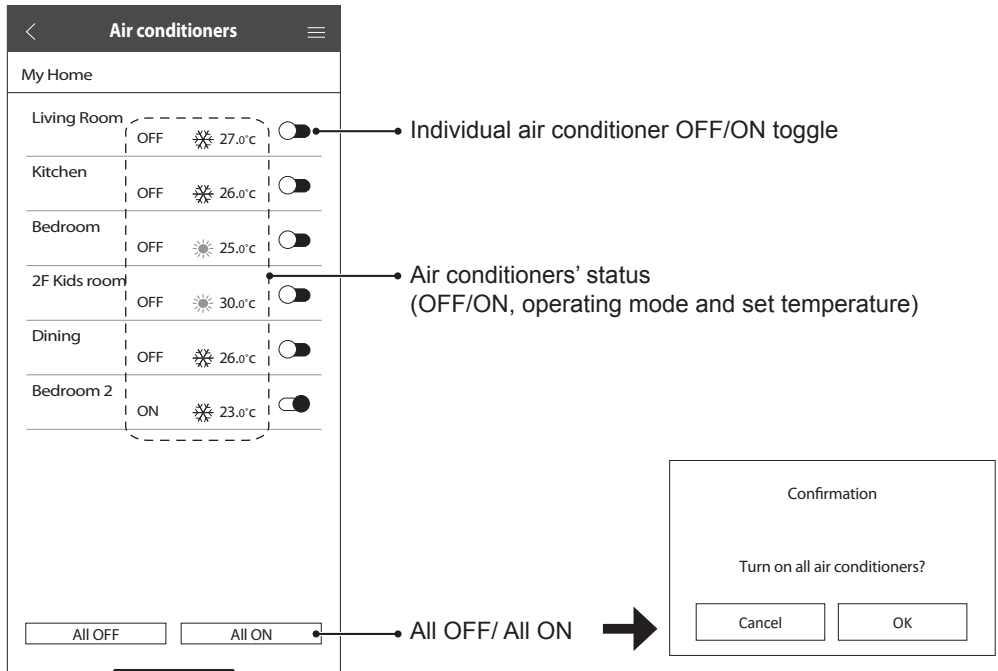 Air conditioners
My Home
Living Room
OFF 27.0°C
Individual air conditioner OFF/ON toggle
Kitchen
OFF 26.0°C
Bedroom
OFF 25.0°C
2F Kids room
OFF 30.0°C
Air conditioners' status
(OFF/ON, operating mode and set temperature)
Dining
OFF 26.0°C
Bedroom 2
ON 23.0°C
All OFF
All ON
All OFF/ All ON
Confirmation
Turn on all air conditioners?
Cancel
OK